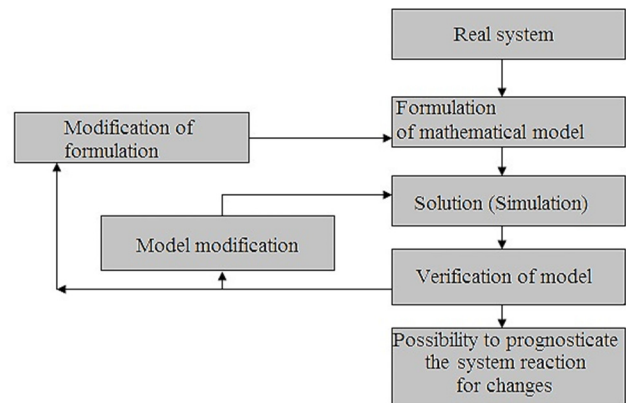 Real system
Formulation
of mathematical model
Modification of
formulation
Solution (Simulation)
Model modification
Verification of model
Possibility to prognosticate
the system reaction
for changes